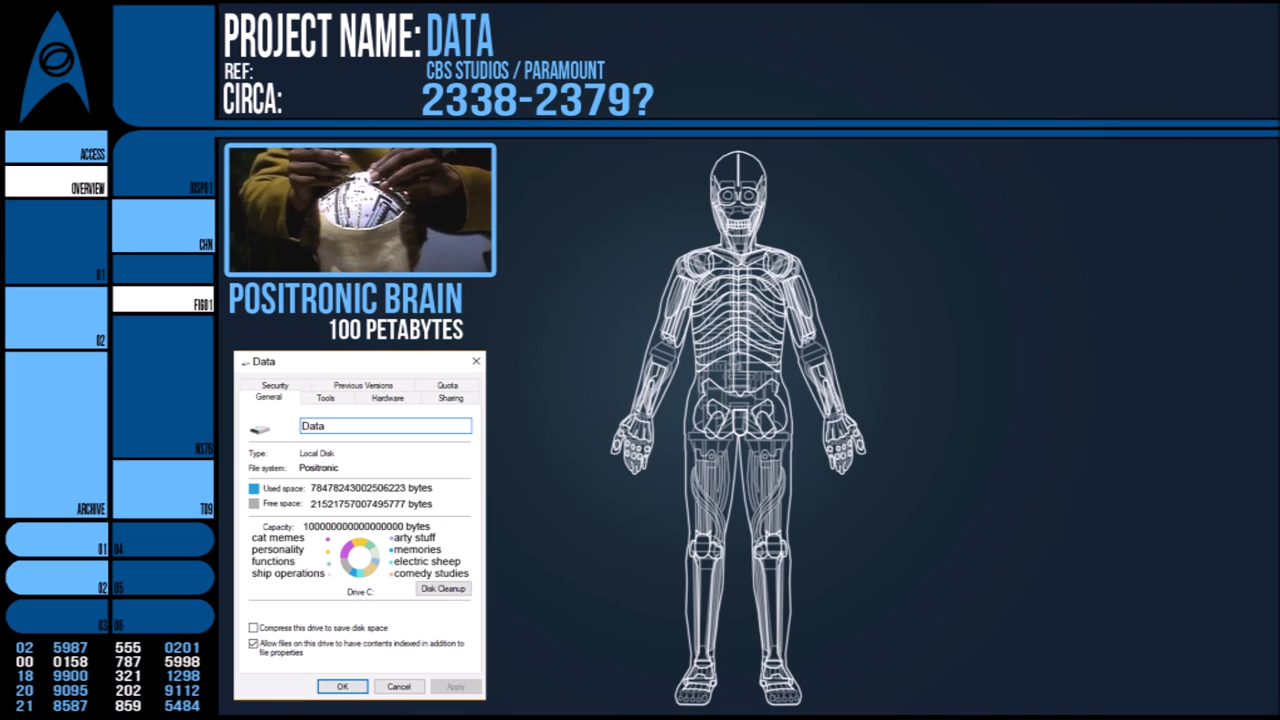 PROJECT NAME: DATA
REF: CBS STUDIOS / PARAMOUNT
CIRCA: 2338-2379?
ACCESS
OVERVIEW
01
02
ARCHIVE
DISP01
CHN
FIG01
NS76
T09
01 04
02 05
03 06
02 5987 555 0201
00 0158 787 5998
18 9900 321 1298
20 9095 202 9112
21 8587 859 5484
POSITRONIC BRAIN
100 PETABYTES
Data
Security Previous Versions Quota
General Tools Hardware Sharing
Data
Type: Local Disk
File system: Positronic
Used space: 78478243002506223 bytes
Free space: 21521757007495777 bytes
Capacity: 100000000000000000 bytes
cat memes arty stuff
personality memories
functions electric sheep
ship operations comedy studies
Drive C: Disk Cleanup
Compress this drive to save disk space
Allow files on this drive to have contents indexed in addition to
file properties
OK Cancel Apply